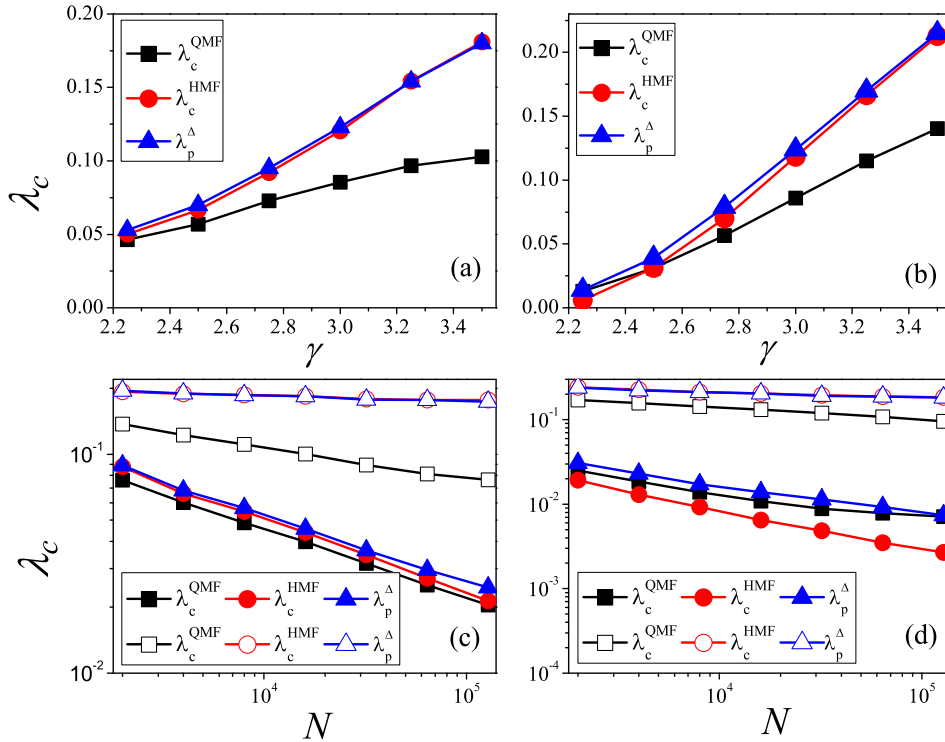 0.20
0.15
0.10
0.05
0.00
λ_c
λ_c^QMF
λ_c^HMF
λ_p^Δ
(a)
2.2 2.4 2.6 2.8 3.0 3.2 3.4
γ
0.20
0.15
0.10
0.05
0.00
λ_c^QMF
λ_c^HMF
λ_p^Δ
(b)
2.2 2.4 2.6 2.8 3.0 3.2 3.4
γ
10^-1
10^-2
λ_c
λ_c^QMF λ_c^HMF λ_p^Δ
λ_c^QMF λ_c^HMF λ_p^Δ
(c)
10^4 10^5
N
10^-1
10^-2
10^-3
10^-4
λ_c^QMF λ_c^HMF λ_p^Δ
λ_c^QMF λ_c^HMF λ_p^Δ
(d)
10^4 10^5
N